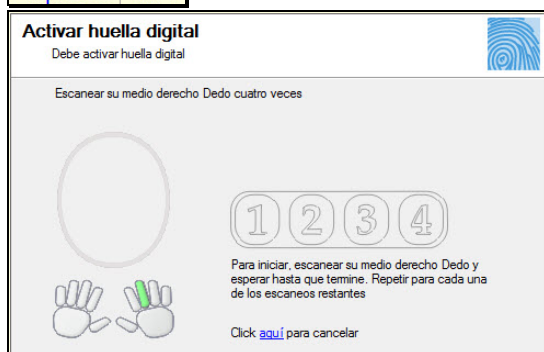 Activar huella digital
Debe activar huella digital
Escanear su medio derecho Dedo cuatro veces
1 2 3 4
Para iniciar, escanear su medio derecho Dedo y
esperar hasta que termine. Repetir para cada una
de los escaneos restantes
Click aquí para cancelar